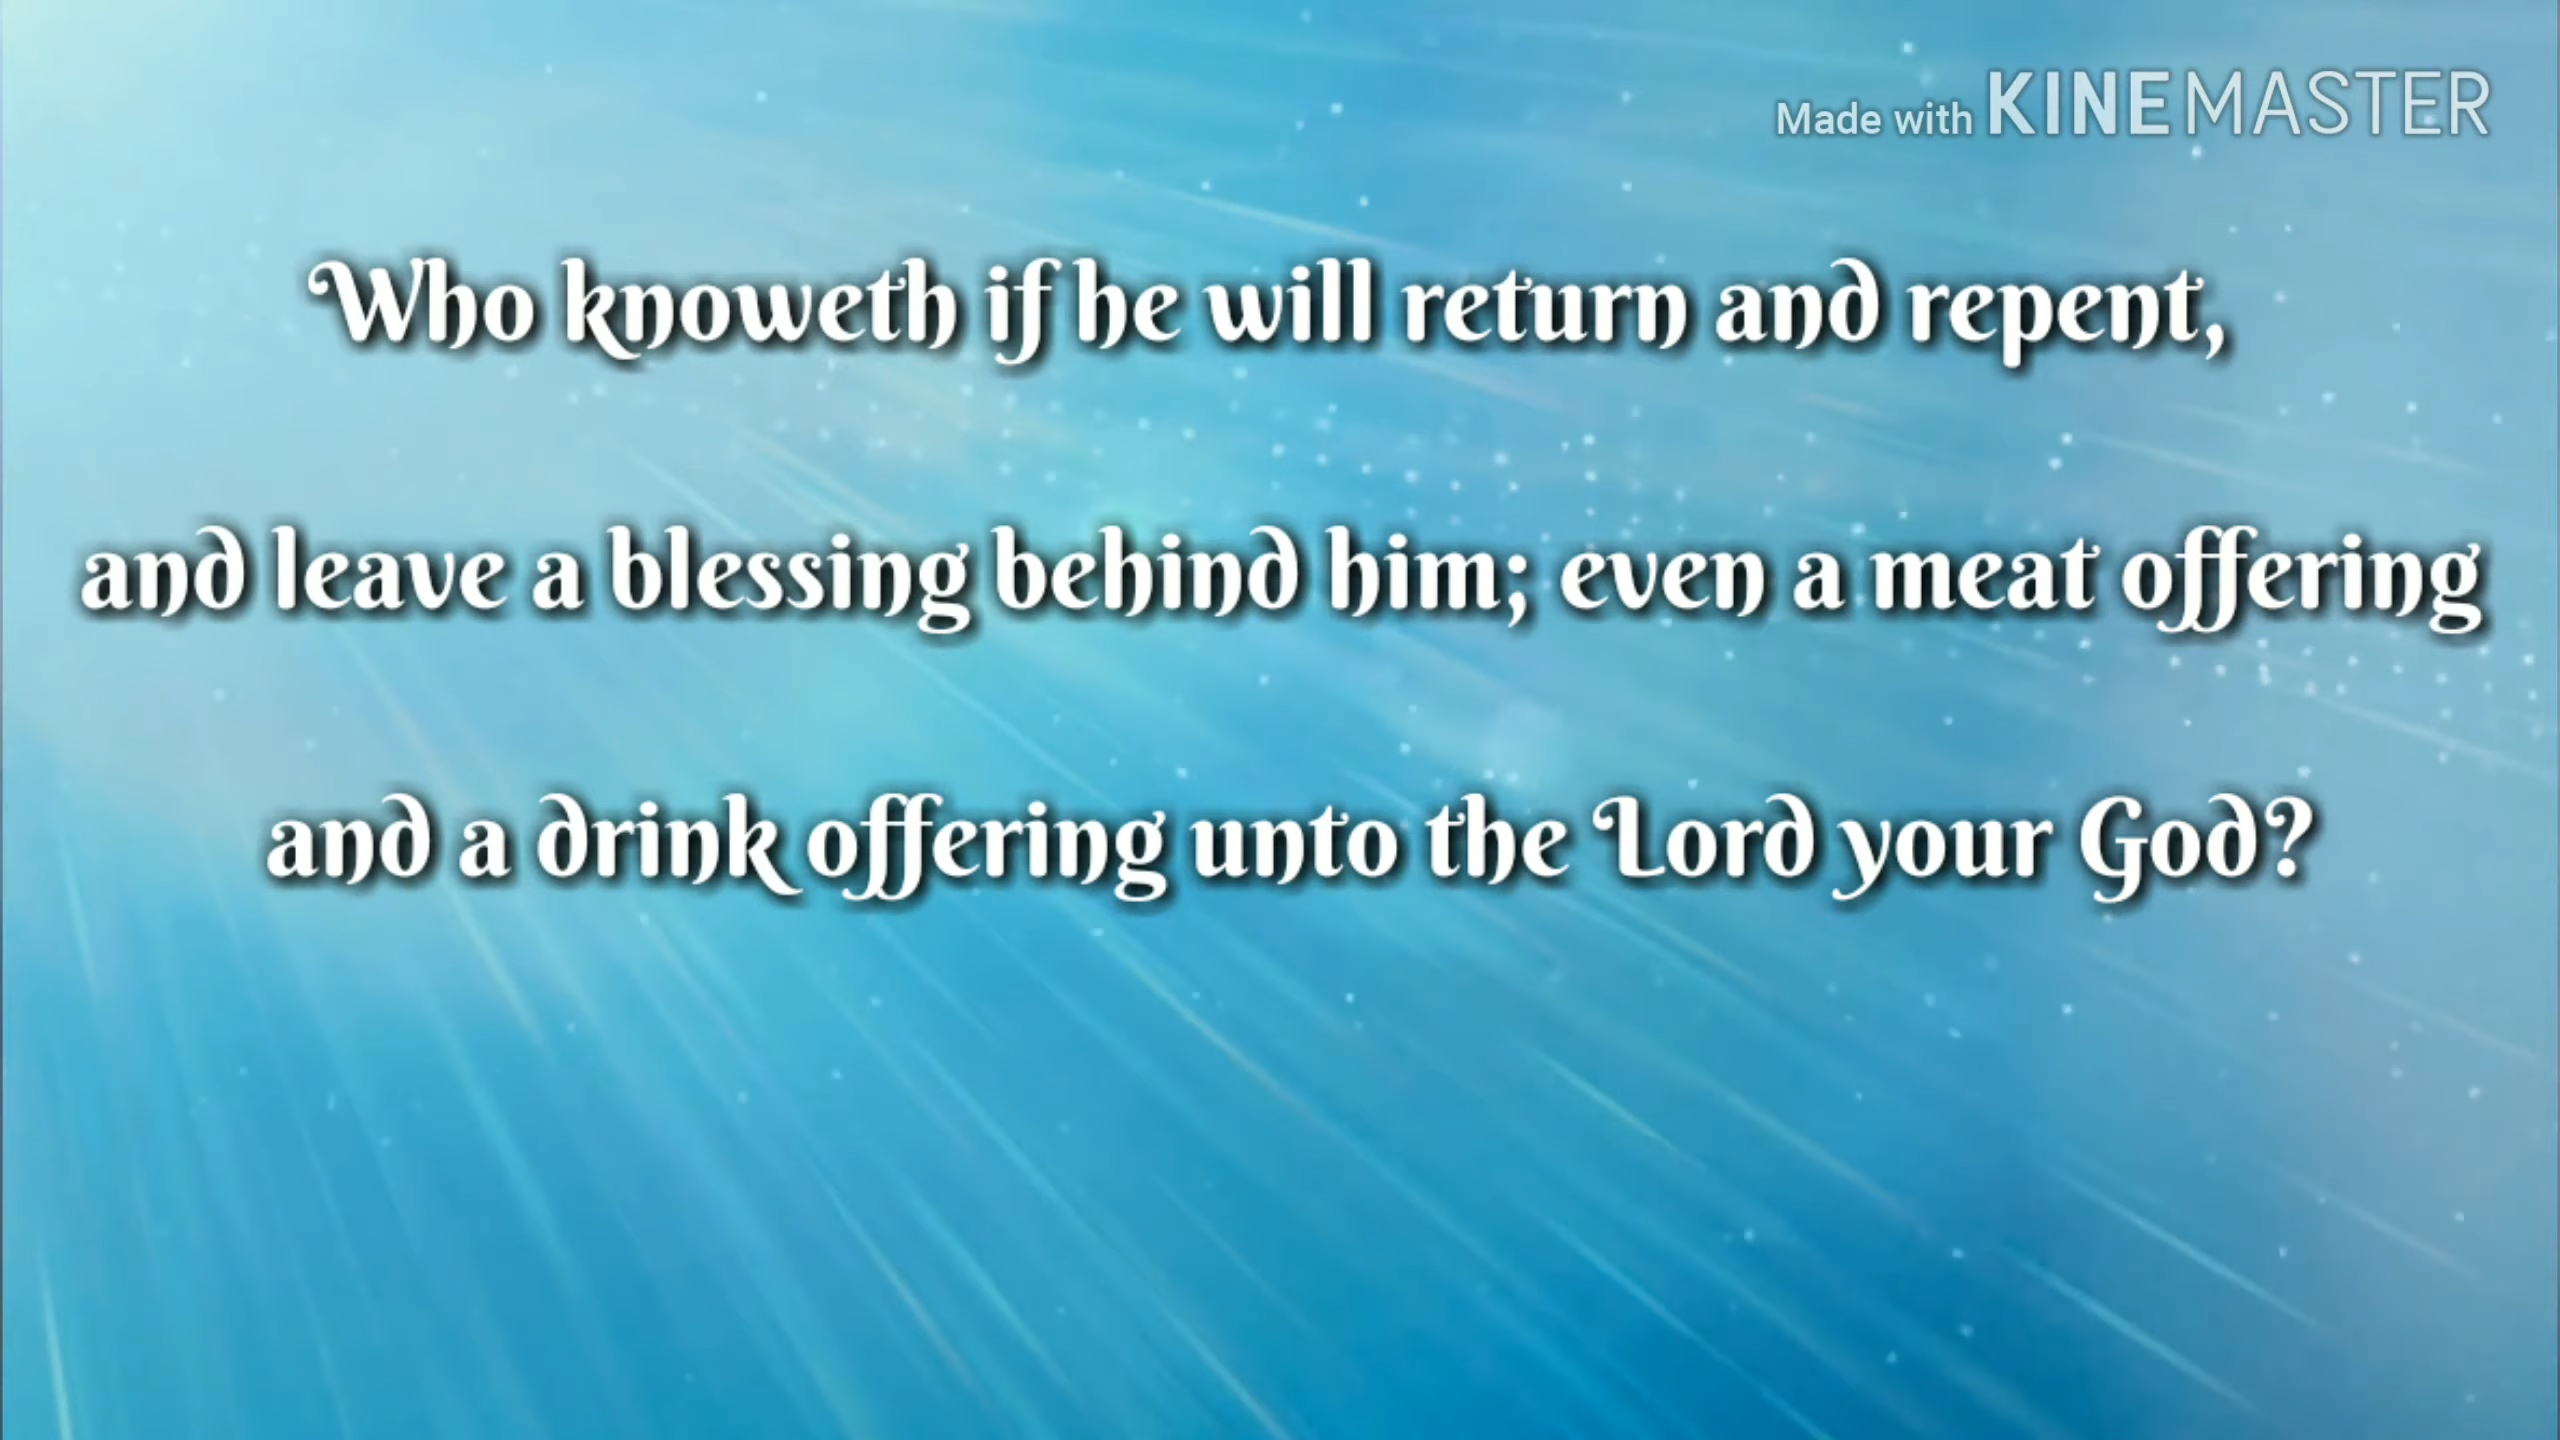 Made with KINEMASTER
Who knoweth if he will return and repent,
and leave a blessing behind him; even a meat offering
and a drink offering unto the Lord your God?